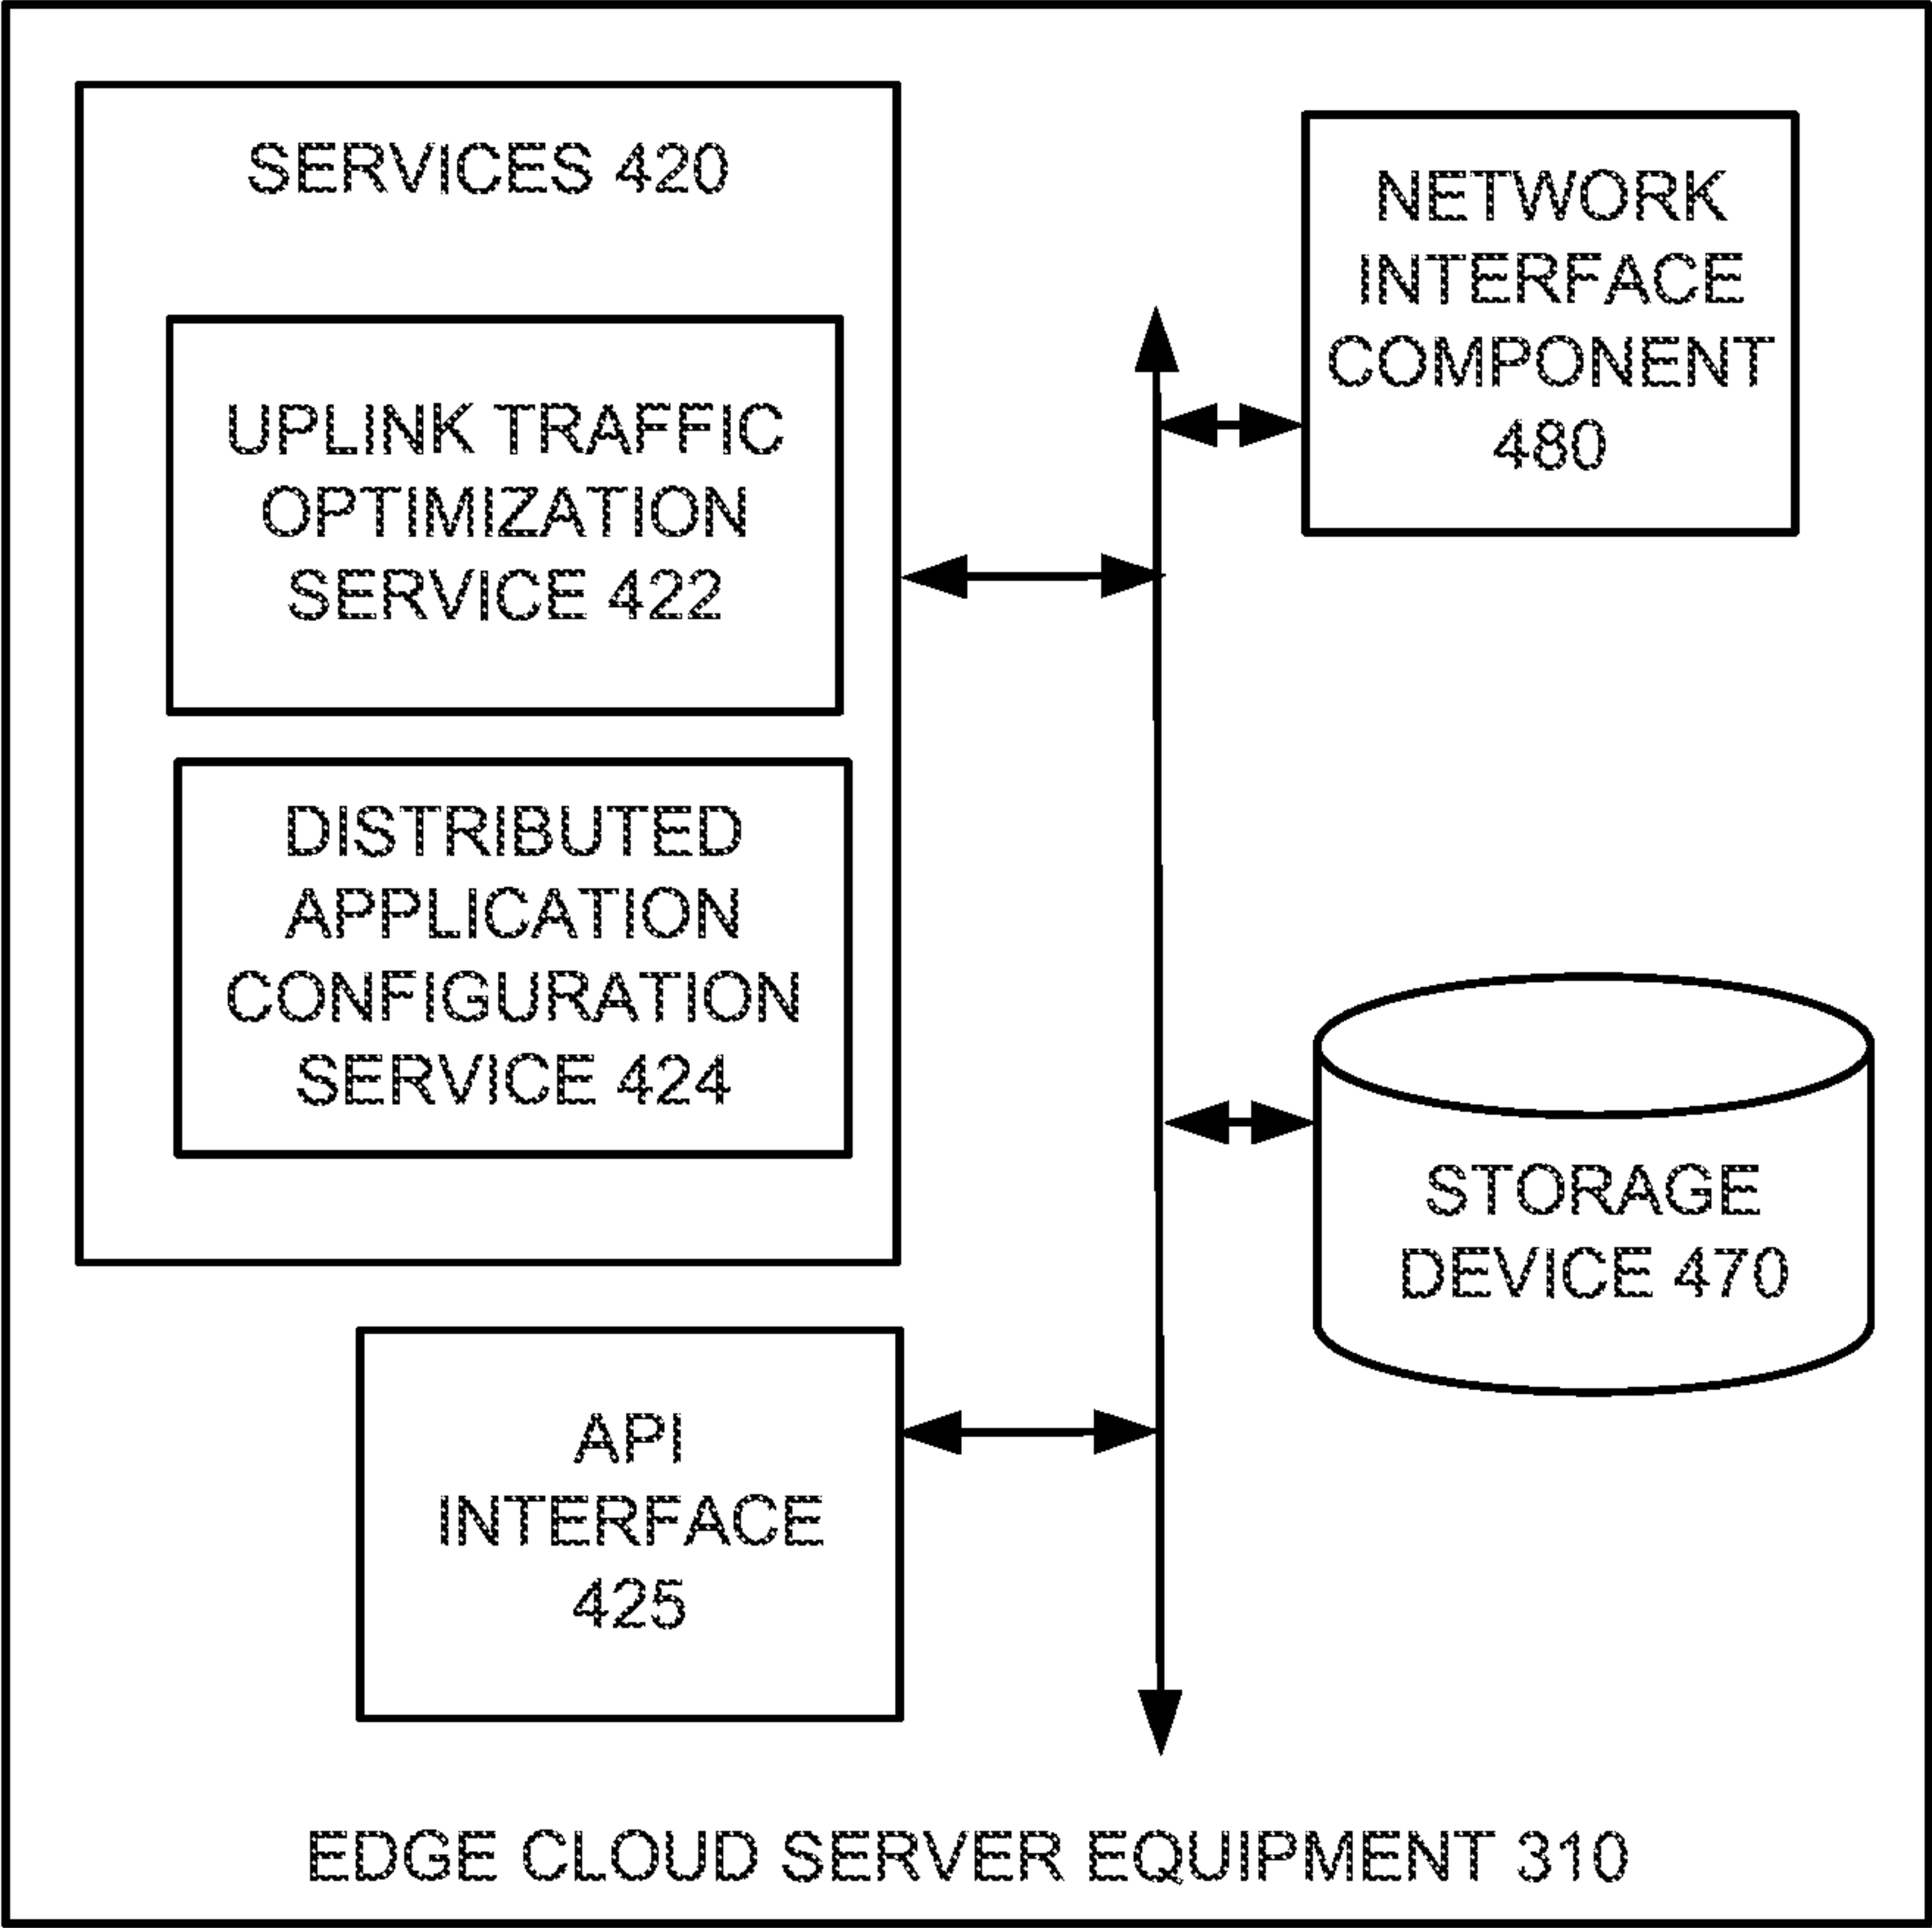 SERVICES 420
UPLINK TRAFFIC
OPTIMIZATION
SERVICE 422
DISTRIBUTED
APPLICATION
CONFIGURATION
SERVICE 424
API
INTERFACE
425
NETWORK
INTERFACE
COMPONENT
480
STORAGE
DEVICE 470
EDGE CLOUD SERVER EQUIPMENT 310